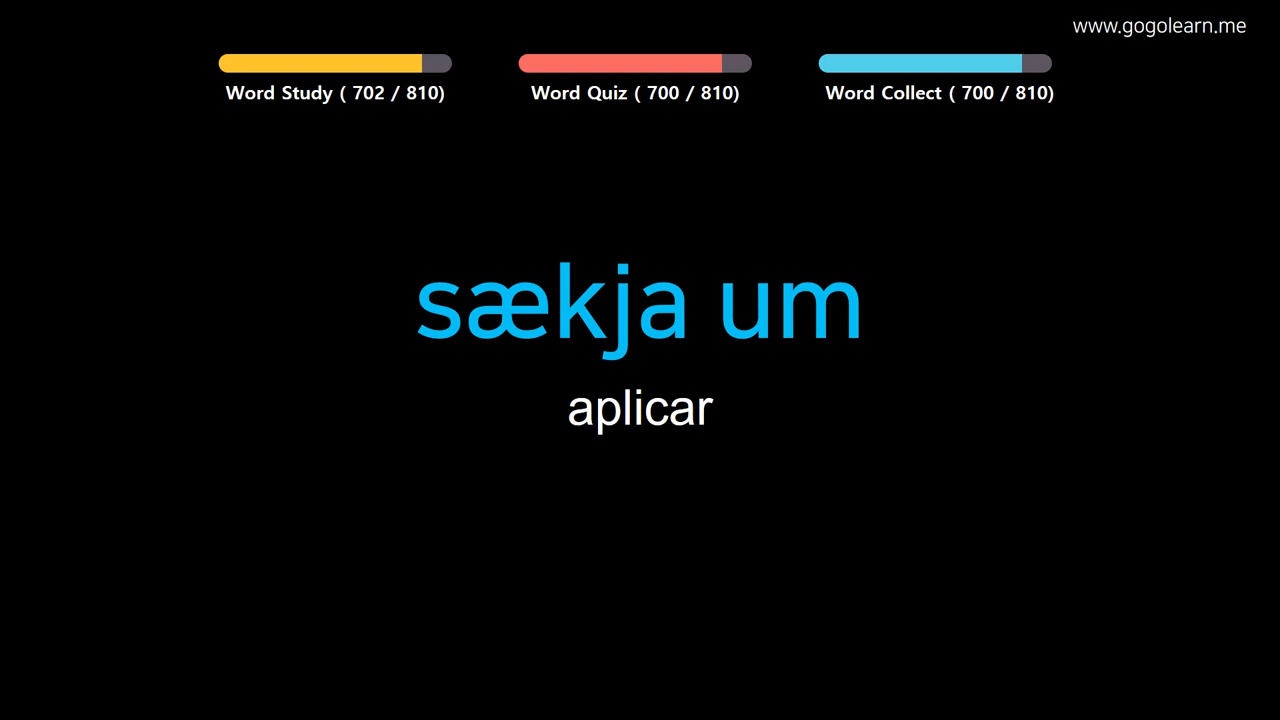 www.gogolearn.me
Word Study ( 702 / 810)
Word Quiz ( 700 / 810)
Word Collect ( 700 / 810)
sækja um
aplicar